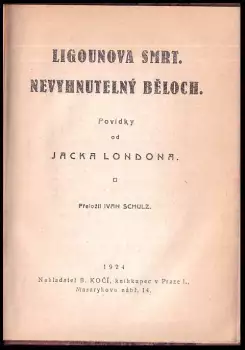 LIGOUNOVA SMRT.
NEVYHNUTELNÝ BĚLOCH.
Povídky
od
JACKA LONDONA.
Přeložil IVAN SCHULZ.
1924
Nakladatel B. KOČÍ, knihkupec v Praze I.,
Masarykovo nábř. 14.